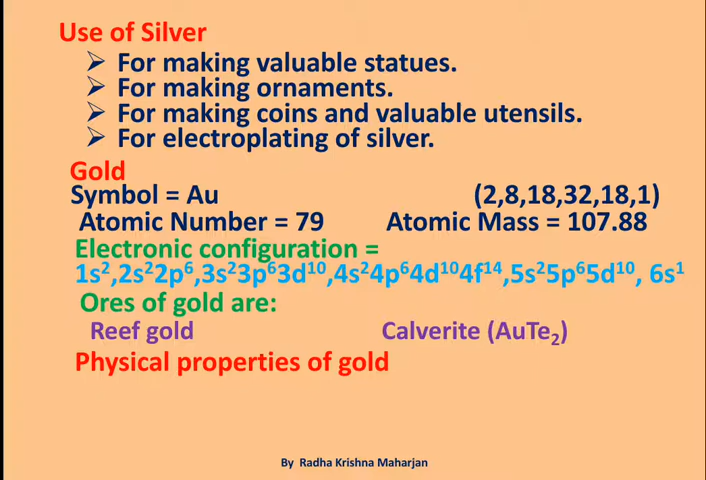 Use of Silver
➢ For making valuable statues.
➢ For making ornaments.
➢ For making coins and valuable utensils.
➢ For electroplating of silver.
Gold
Symbol = Au (2,8,18,32,18,1)
Atomic Number = 79 Atomic Mass = 107.88
Electronic configuration =
1s²,2s²2p⁶,3s²3p⁶3d¹⁰,4s²4p⁶4d¹⁰4f¹⁴,5s²5p⁶5d¹⁰, 6s¹
Ores of gold are:
Reef gold Calverite (AuTe₂)
Physical properties of gold
By Radha Krishna Maharjan